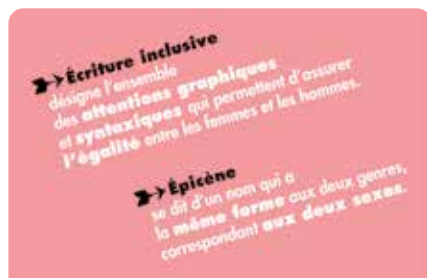 Écriture inclusive
désigne l'ensemble
des attentions graphiques
et syntaxiques qui permettent d'assurer
l'égalité entre les femmes et les hommes.
Épicène
se dit d'un nom qui a
la même forme aux deux genres,
correspondant aux deux sexes.